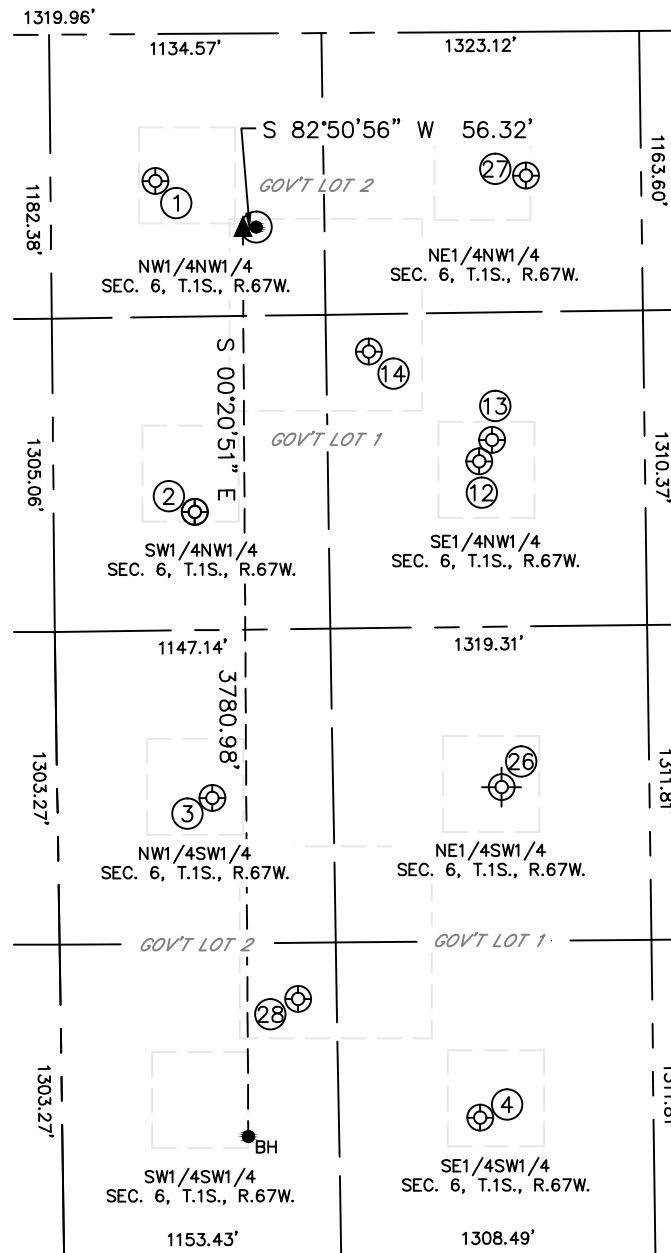 1319.96'
1134.57'
1323.12'
S 82°50'56" W 56.32'
1182.38'
1163.60'
1
27
GOV'T LOT 2
NW1/4NW1/4
SEC. 6, T.1S., R.67W.
NE1/4NW1/4
SEC. 6, T.1S., R.67W.
S 00°20'51" E
14
13
GOV'T LOT 1
1305.06'
1310.37'
2
12
SW1/4NW1/4
SEC. 6, T.1S., R.67W.
SE1/4NW1/4
SEC. 6, T.1S., R.67W.
1147.14'
1319.31'
3780.98'
26
1303.27'
1311.81'
3
NW1/4SW1/4
SEC. 6, T.1S., R.67W.
NE1/4SW1/4
SEC. 6, T.1S., R.67W.
GOV'T LOT 2
GOV'T LOT 1
28
1303.27'
1311.81'
4
BH
SW1/4SW1/4
SEC. 6, T.1S., R.67W.
SE1/4SW1/4
SEC. 6, T.1S., R.67W.
1153.43'
1308.49'